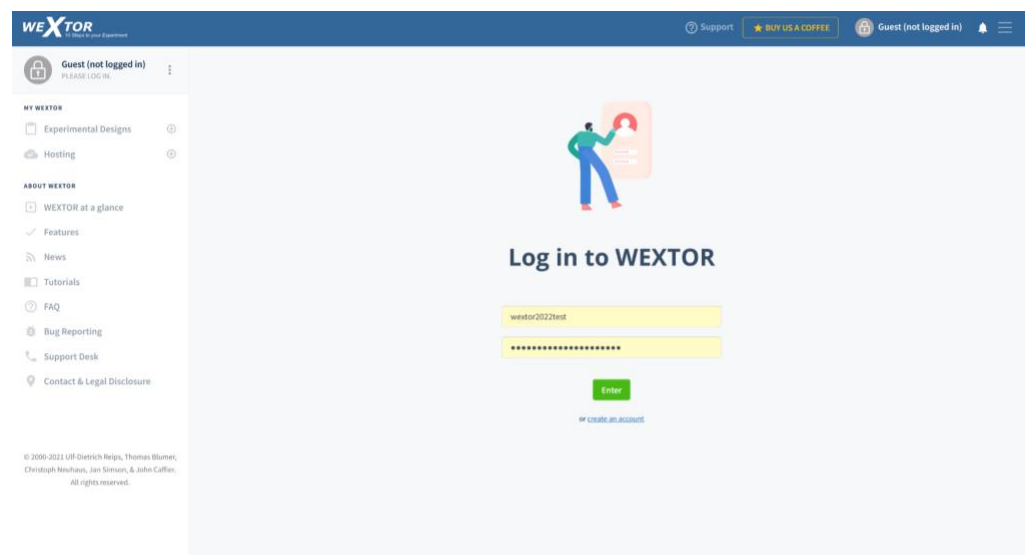 WEXTOR
10 Steps to your Experiment
Support
BUY US A COFFEE
Guest (not logged in)
Guest (not logged in)
PLEASE LOG IN.
MY WEXTOR
Experimental Designs
Hosting
ABOUT WEXTOR
WEXTOR at a glance
Features
News
Tutorials
FAQ
Bug Reporting
Support Desk
Contact & Legal Disclosure
© 2000-2021 Ulf-Dietrich Reips, Thomas Blumer,
Christoph Neuhaus, Jan Simson, & John Caffier.
All rights reserved.
Log in to WEXTOR
wextor2022test
Enter
or create an account